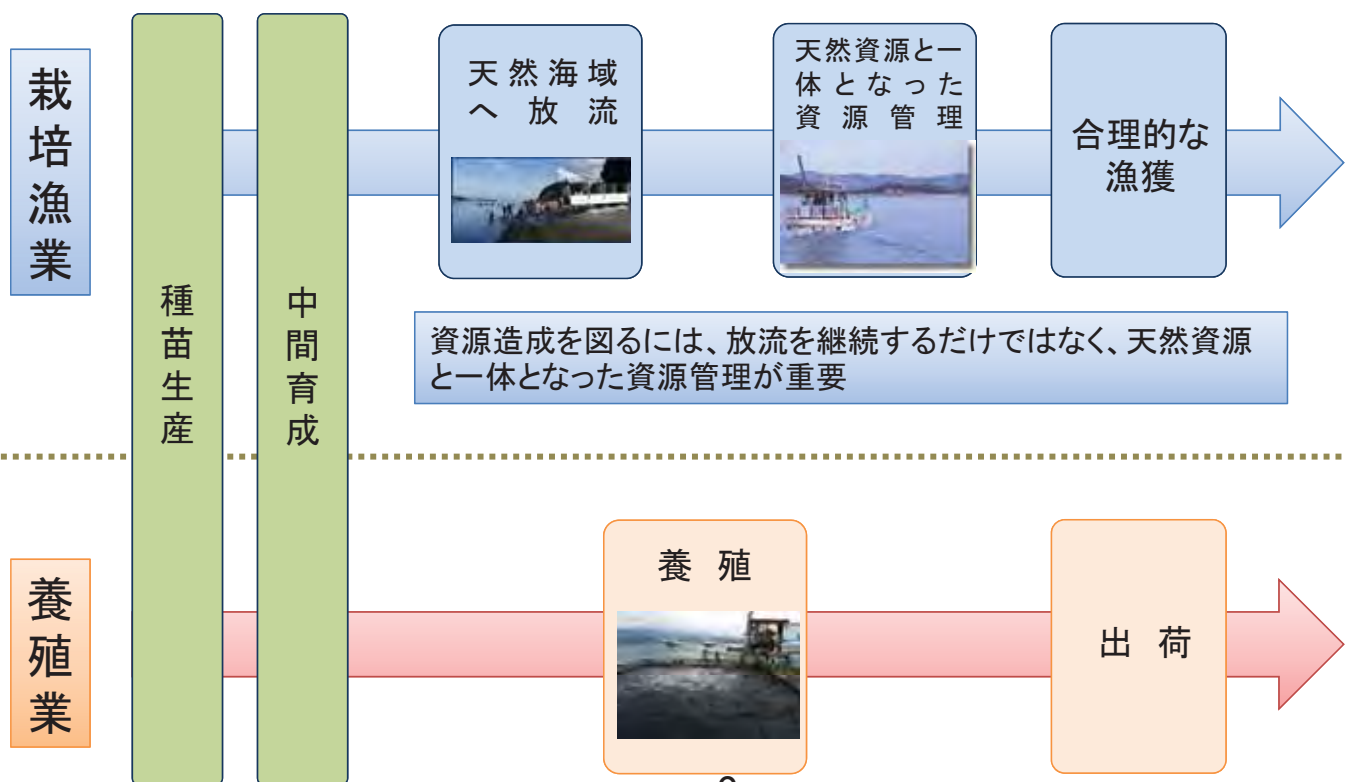 栽培漁業
種苗生産
中間育成
天然海域
へ放流
天然資源と一
体となった
資源管理
合理的な
漁獲
資源造成を図るには、放流を継続するだけではなく、天然資源
と一体となった資源管理が重要
養殖業
養殖
出荷